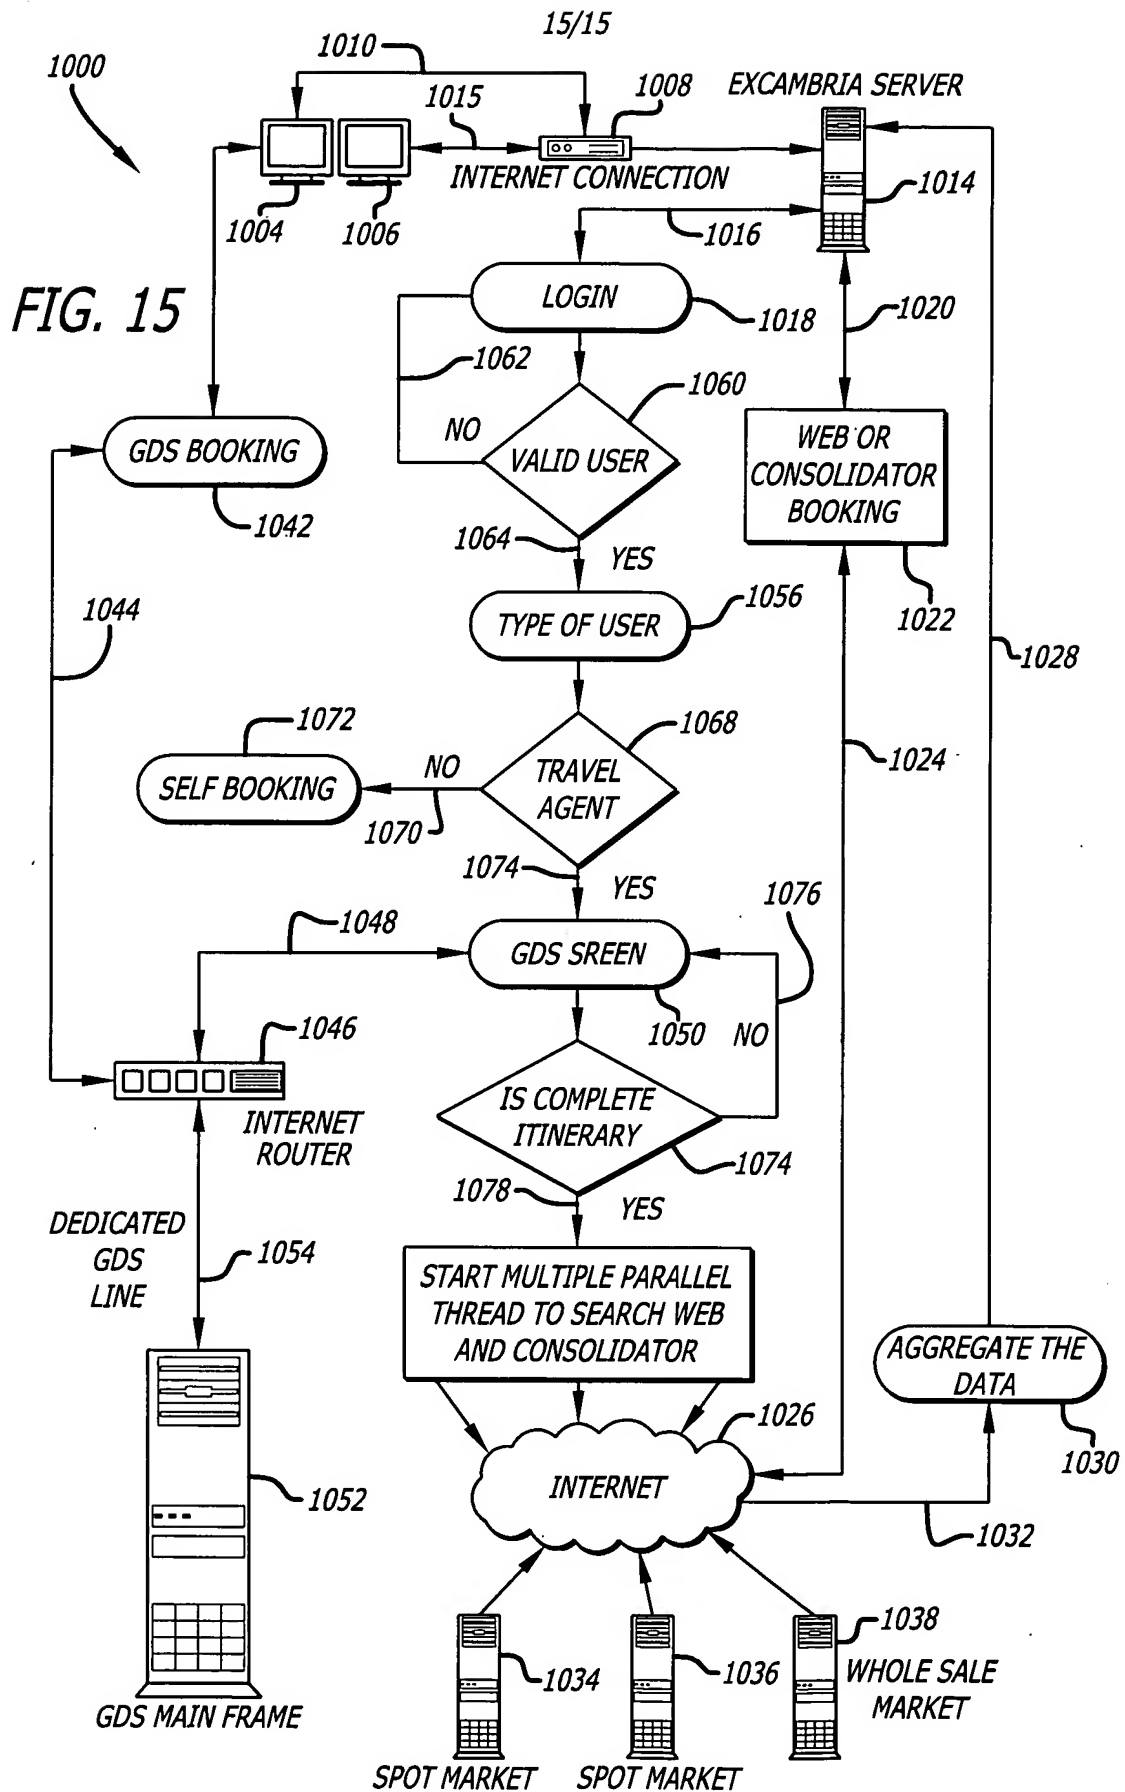 15/15
1010
1000
1015
1008
EXCAMBRIA SERVER
INTERNET CONNECTION
1014
1004
1006
1016
FIG. 15
LOGIN
1018
1020
1062
1060
NO
VALID USER
GDS BOOKING
1042
WEB OR
CONSOLIDATOR
BOOKING
1022
1064
YES
1044
TYPE OF USER
1056
1028
1072
1068
SELF BOOKING
NO
1070
TRAVEL
AGENT
1024
1074
YES
1076
1048
GDS SREEN
1050
NO
1046
INTERNET
ROUTER
IS COMPLETE
ITINERARY
1074
1078
YES
DEDICATED
GDS
LINE
1054
START MULTIPLE PARALLEL
THREAD TO SEARCH WEB
AND CONSOLIDATOR
AGGREGATE THE
DATA
1030
1026
INTERNET
1052
1032
1034
1036
1038
WHOLE SALE
MARKET
GDS MAIN FRAME
SPOT MARKET
SPOT MARKET